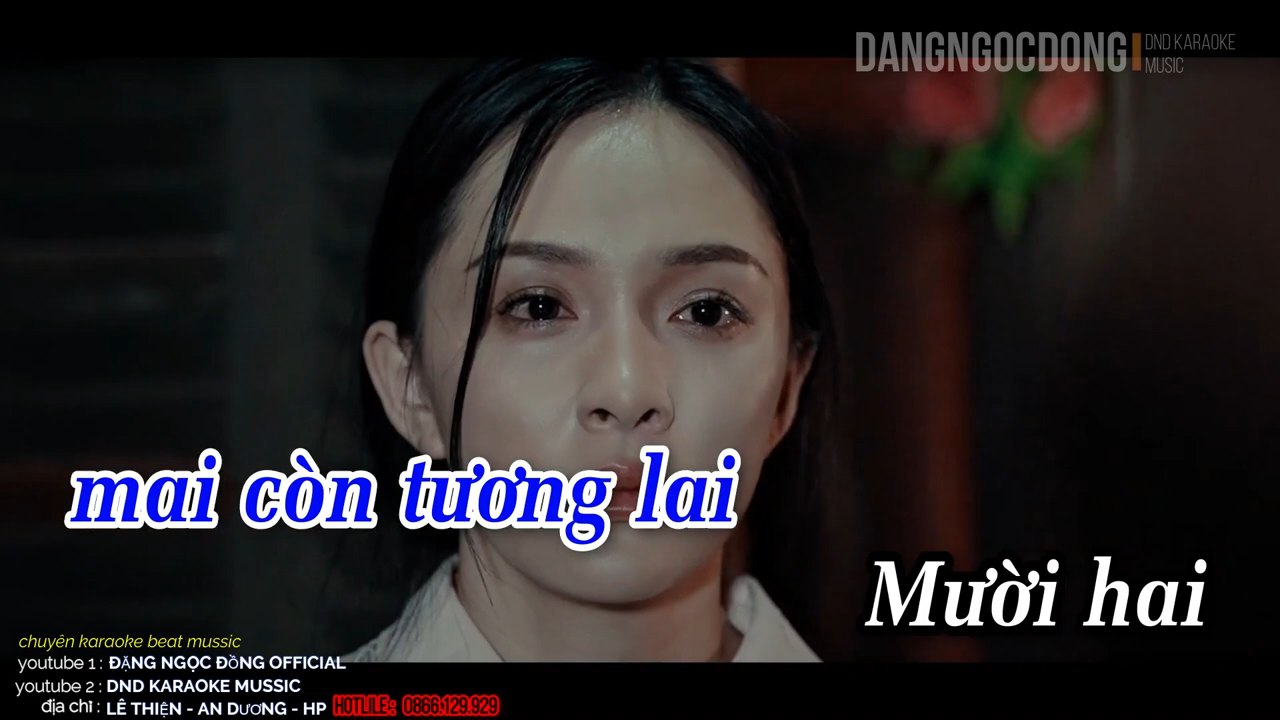 DANGNGOCDONG
DND KARAOKE
MUSIC
mai còn tương lai
Mười hai
chuyên karaoke beat mussic
youtube 1 : ĐẶNG NGỌC ĐỒNG OFFICIAL
youtube 2 : DND KARAOKE MUSSIC
địa chỉ : LÊ THIỆN - AN DƯƠNG - HP HOTLILE: 0866.129.929